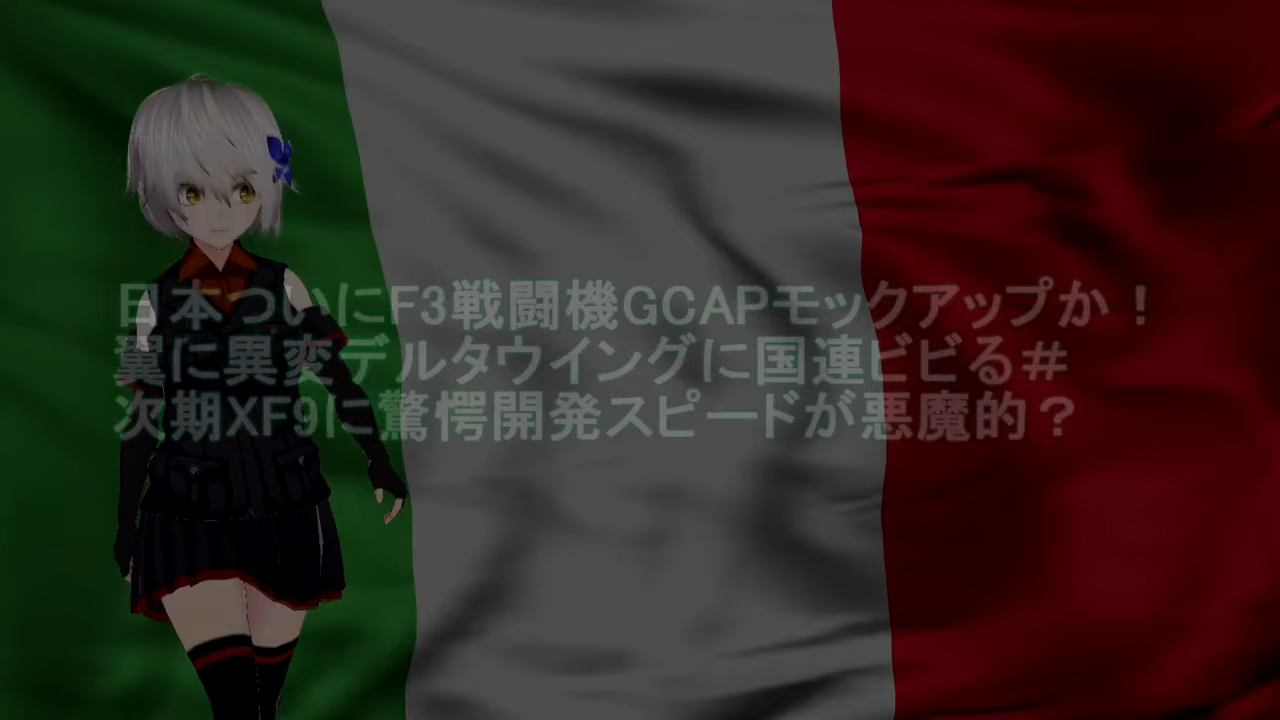 日本ついにF3戦闘機GCAPモックアップか！
翼に異変デルタウイングに国連ビビる＃
次期XF9に驚愕開発スピードが悪魔的？